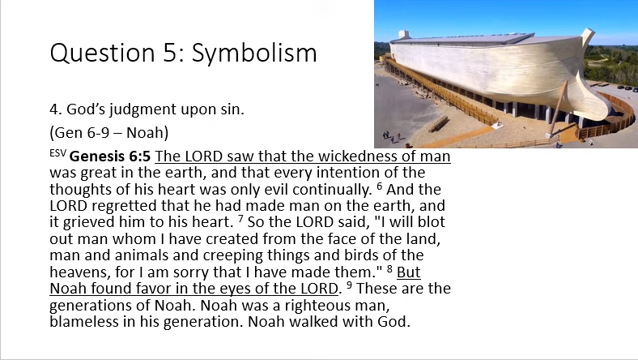 Question 5: Symbolism
4. God’s judgment upon sin.
(Gen 6-9 – Noah)
ESV Genesis 6:5 The LORD saw that the wickedness of man
was great in the earth, and that every intention of the
thoughts of his heart was only evil continually. 6 And the
LORD regretted that he had made man on the earth, and
it grieved him to his heart. 7 So the LORD said, "I will blot
out man whom I have created from the face of the land,
man and animals and creeping things and birds of the
heavens, for I am sorry that I have made them." 8 But
Noah found favor in the eyes of the LORD. 9 These are the
generations of Noah. Noah was a righteous man,
blameless in his generation. Noah walked with God.